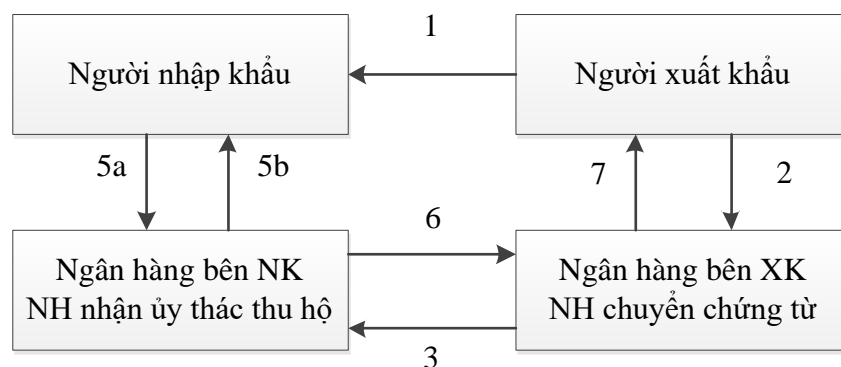 1
Người nhập khẩu
Người xuất khẩu
5a
5b
7
2
6
Ngân hàng bên NK
NH nhận ủy thác thu hộ
Ngân hàng bên XK
NH chuyển chứng từ
3